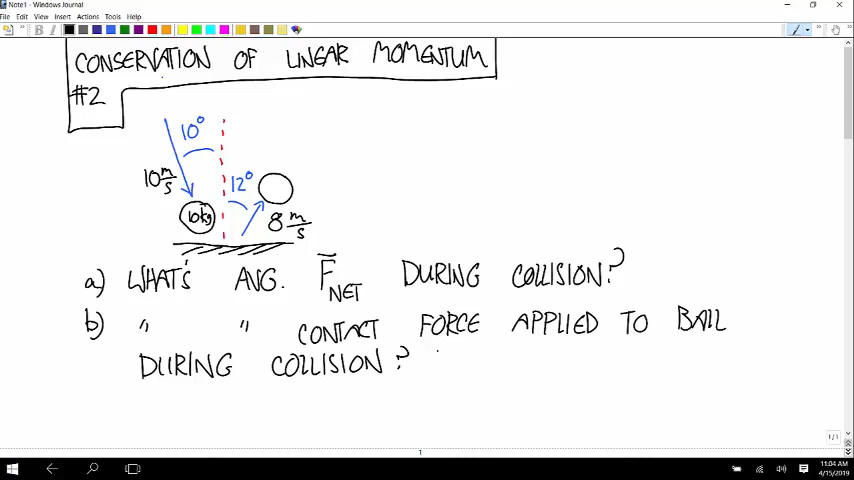 Note1 - Windows Journal
File Edit View Insert Actions Tools Help
B I
CONSERVATION OF LINEAR MOMENTUM
#2
10°
10 m/s
12°
10kg
8 m/s
a) WHAT'S AVG. F̅NET DURING COLLISION?
b) " " CONTACT FORCE APPLIED TO BALL
DURING COLLISION?
1/1
1
11:04 AM
4/15/2019